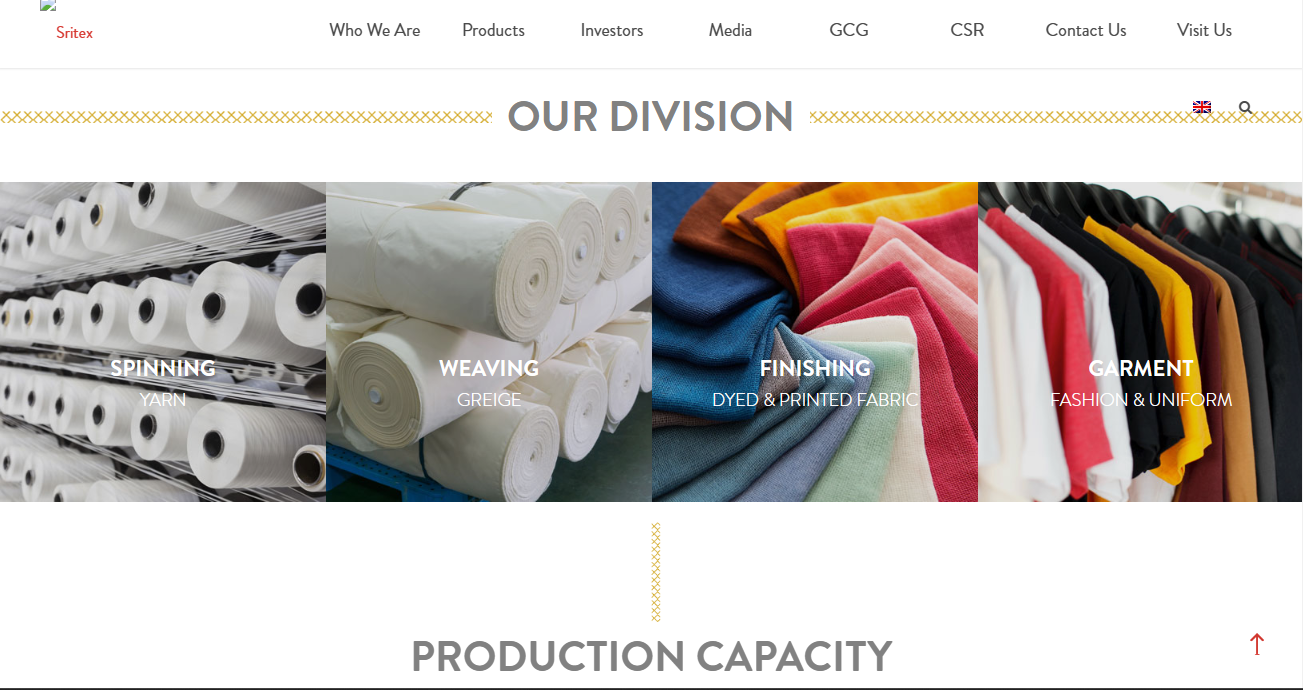 Sritex
Who We Are Products Investors Media GCG CSR Contact Us Visit Us
OUR DIVISION
SPINNING
YARN
WEAVING
GREIGE
FINISHING
DYED & PRINTED FABRIC
GARMENT
FASHION & UNIFORM
PRODUCTION CAPACITY